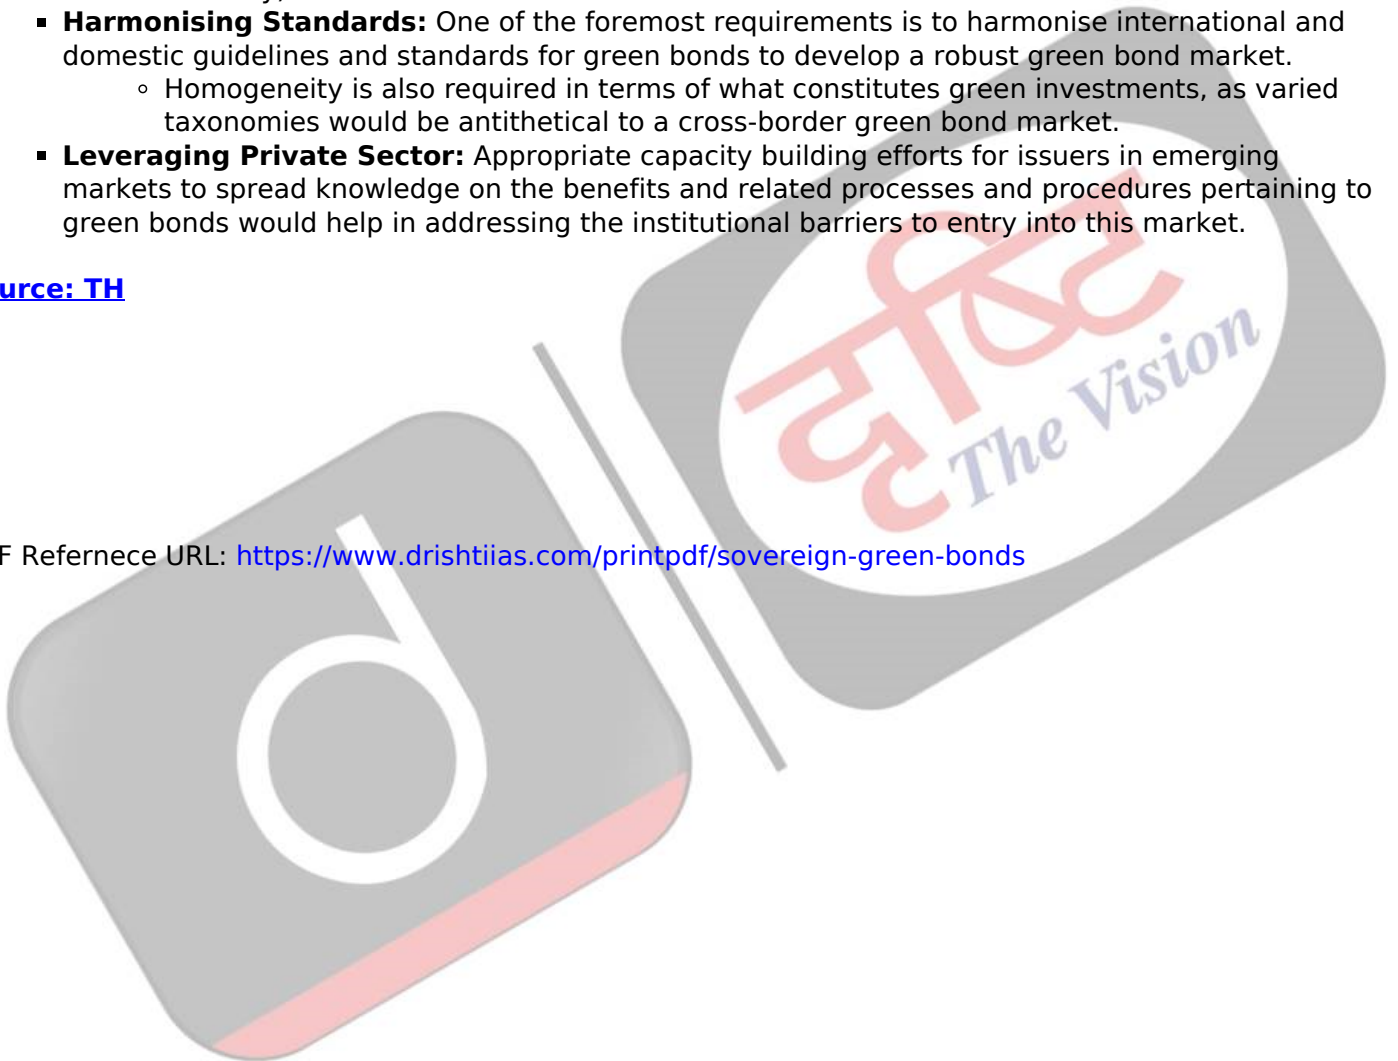 Harmonising Standards: One of the foremost requirements is to harmonise international and
domestic guidelines and standards for green bonds to develop a robust green bond market.
Homogeneity is also required in terms of what constitutes green investments, as varied
taxonomies would be antithetical to a cross-border green bond market.
Leveraging Private Sector: Appropriate capacity building efforts for issuers in emerging
markets to spread knowledge on the benefits and related processes and procedures pertaining to
green bonds would help in addressing the institutional barriers to entry into this market.
urce: TH
दृष्टि
The Vision
F Refernece URL: https://www.drishtiias.com/printpdf/sovereign-green-bonds
d